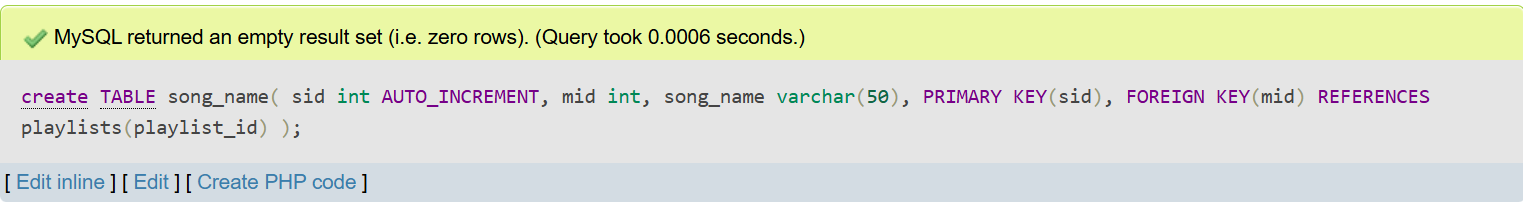 MySQL returned an empty result set (i.e. zero rows). (Query took 0.0006 seconds.)
create TABLE song_name( sid int AUTO_INCREMENT, mid int, song_name varchar(50), PRIMARY KEY(sid), FOREIGN KEY(mid) REFERENCES
playlists(playlist_id) );
[ Edit inline ] [ Edit ] [ Create PHP code ]